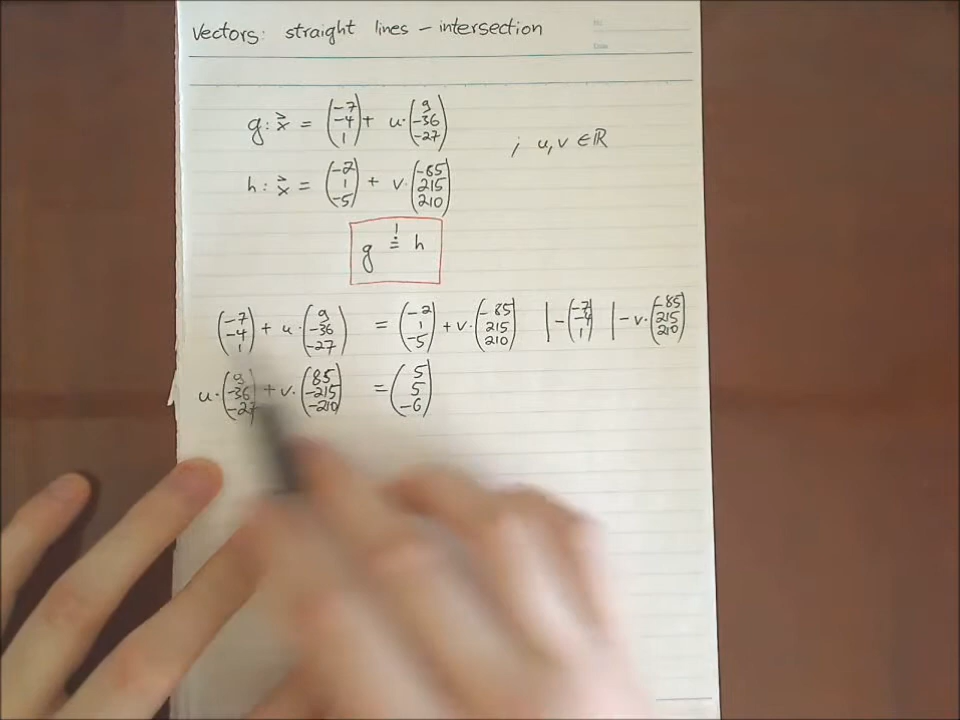 Vectors: straight lines – intersection
g: x⃗ = (-7 -4 1) + u·(9 -36 -27)
; u, v ∈ ℝ
h: x⃗ = (-2 1 -5) + v·(-85 215 210)
g != h
(-7 -4 1) + u·(9 -36 -27) = (-2 1 -5) + v·(-85 215 210) | -(-7 -4 1) | - v·(-85 215 210)
u·(9 -36 -27) + v·(85 -215 -210) = (5 5 -6)